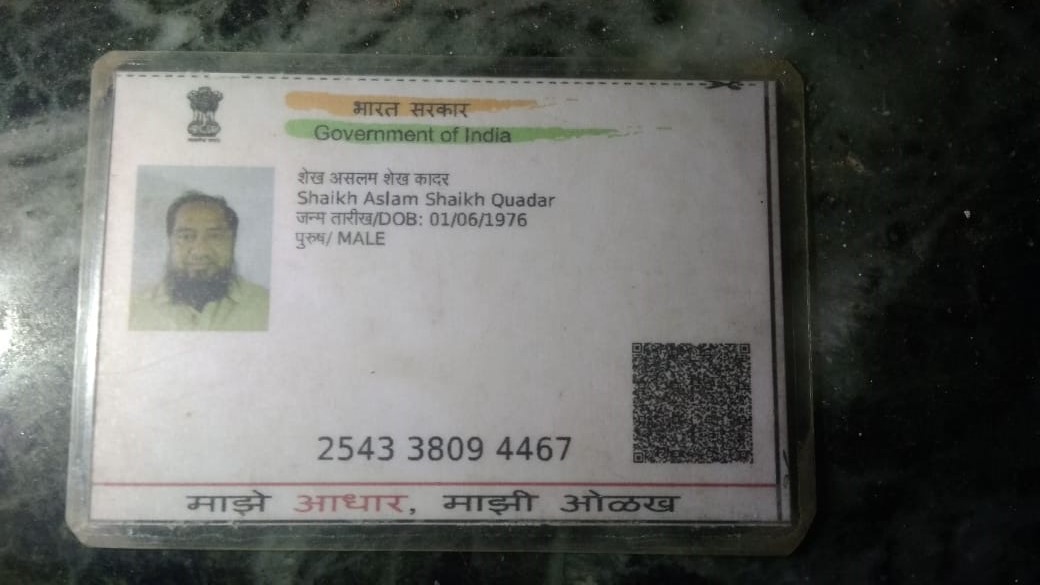 भारत सरकार
Government of India
शेख असलम शेख कादर
Shaikh Aslam Shaikh Quadar
जन्म तारीख/DOB: 01/06/1976
पुरुष/ MALE
2543 3809 4467
माझे आधार, माझी ओळख